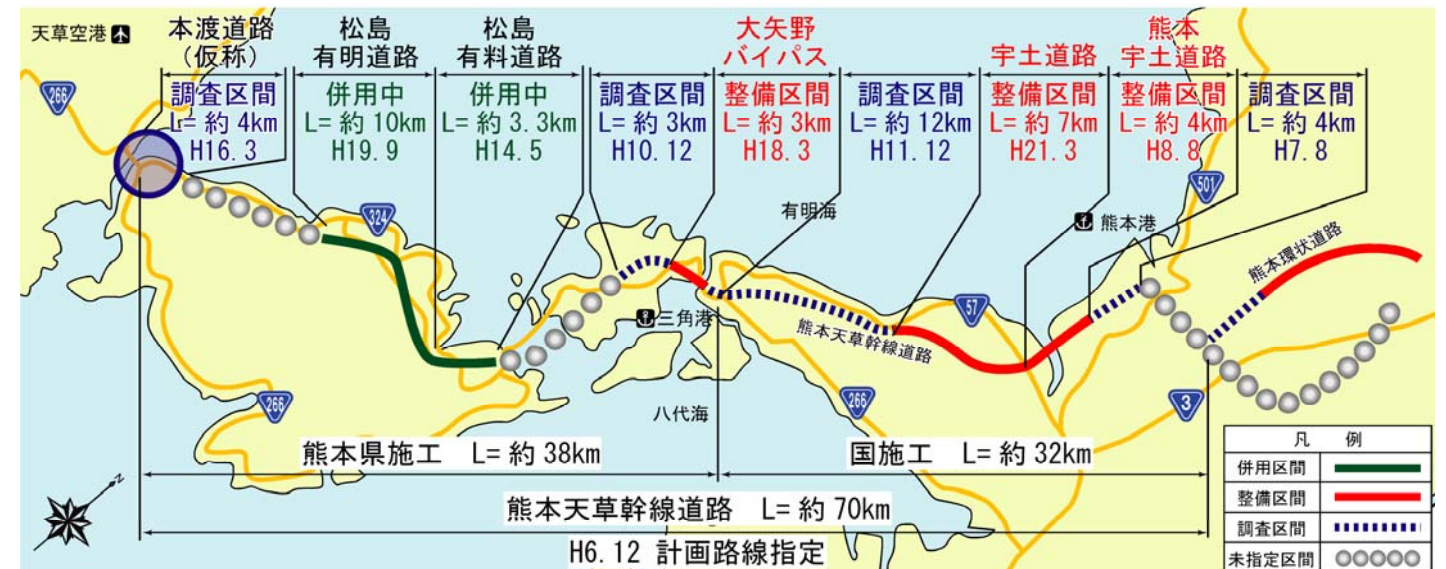 天草空港
本渡道路
(仮称)
調査区間
L= 約 4km
H16. 3
松島
有明道路
併用中
L= 約 10km
H19. 9
松島
有料道路
併用中
L= 約 3. 3km
H14. 5
調査区間
L= 約 3km
H10. 12
大矢野
バイパス
整備区間
L= 約 3km
H18. 3
調査区間
L= 約 12km
H11. 12
宇土道路
整備区間
L= 約 7km
H21. 3
熊本
宇土道路
整備区間
L= 約 4km
H8. 8
調査区間
L= 約 4km
H7. 8
266
324
501
有明海
熊本港
熊本環状道路
57
三角港
熊本天草幹線道路
266
266
3
八代海
熊本県施工 L= 約 38km
国施工 L= 約 32km
熊本天草幹線道路 L= 約 70km
H6. 12 計画路線指定
N
凡 例
併用区間
整備区間
調査区間
未指定区間